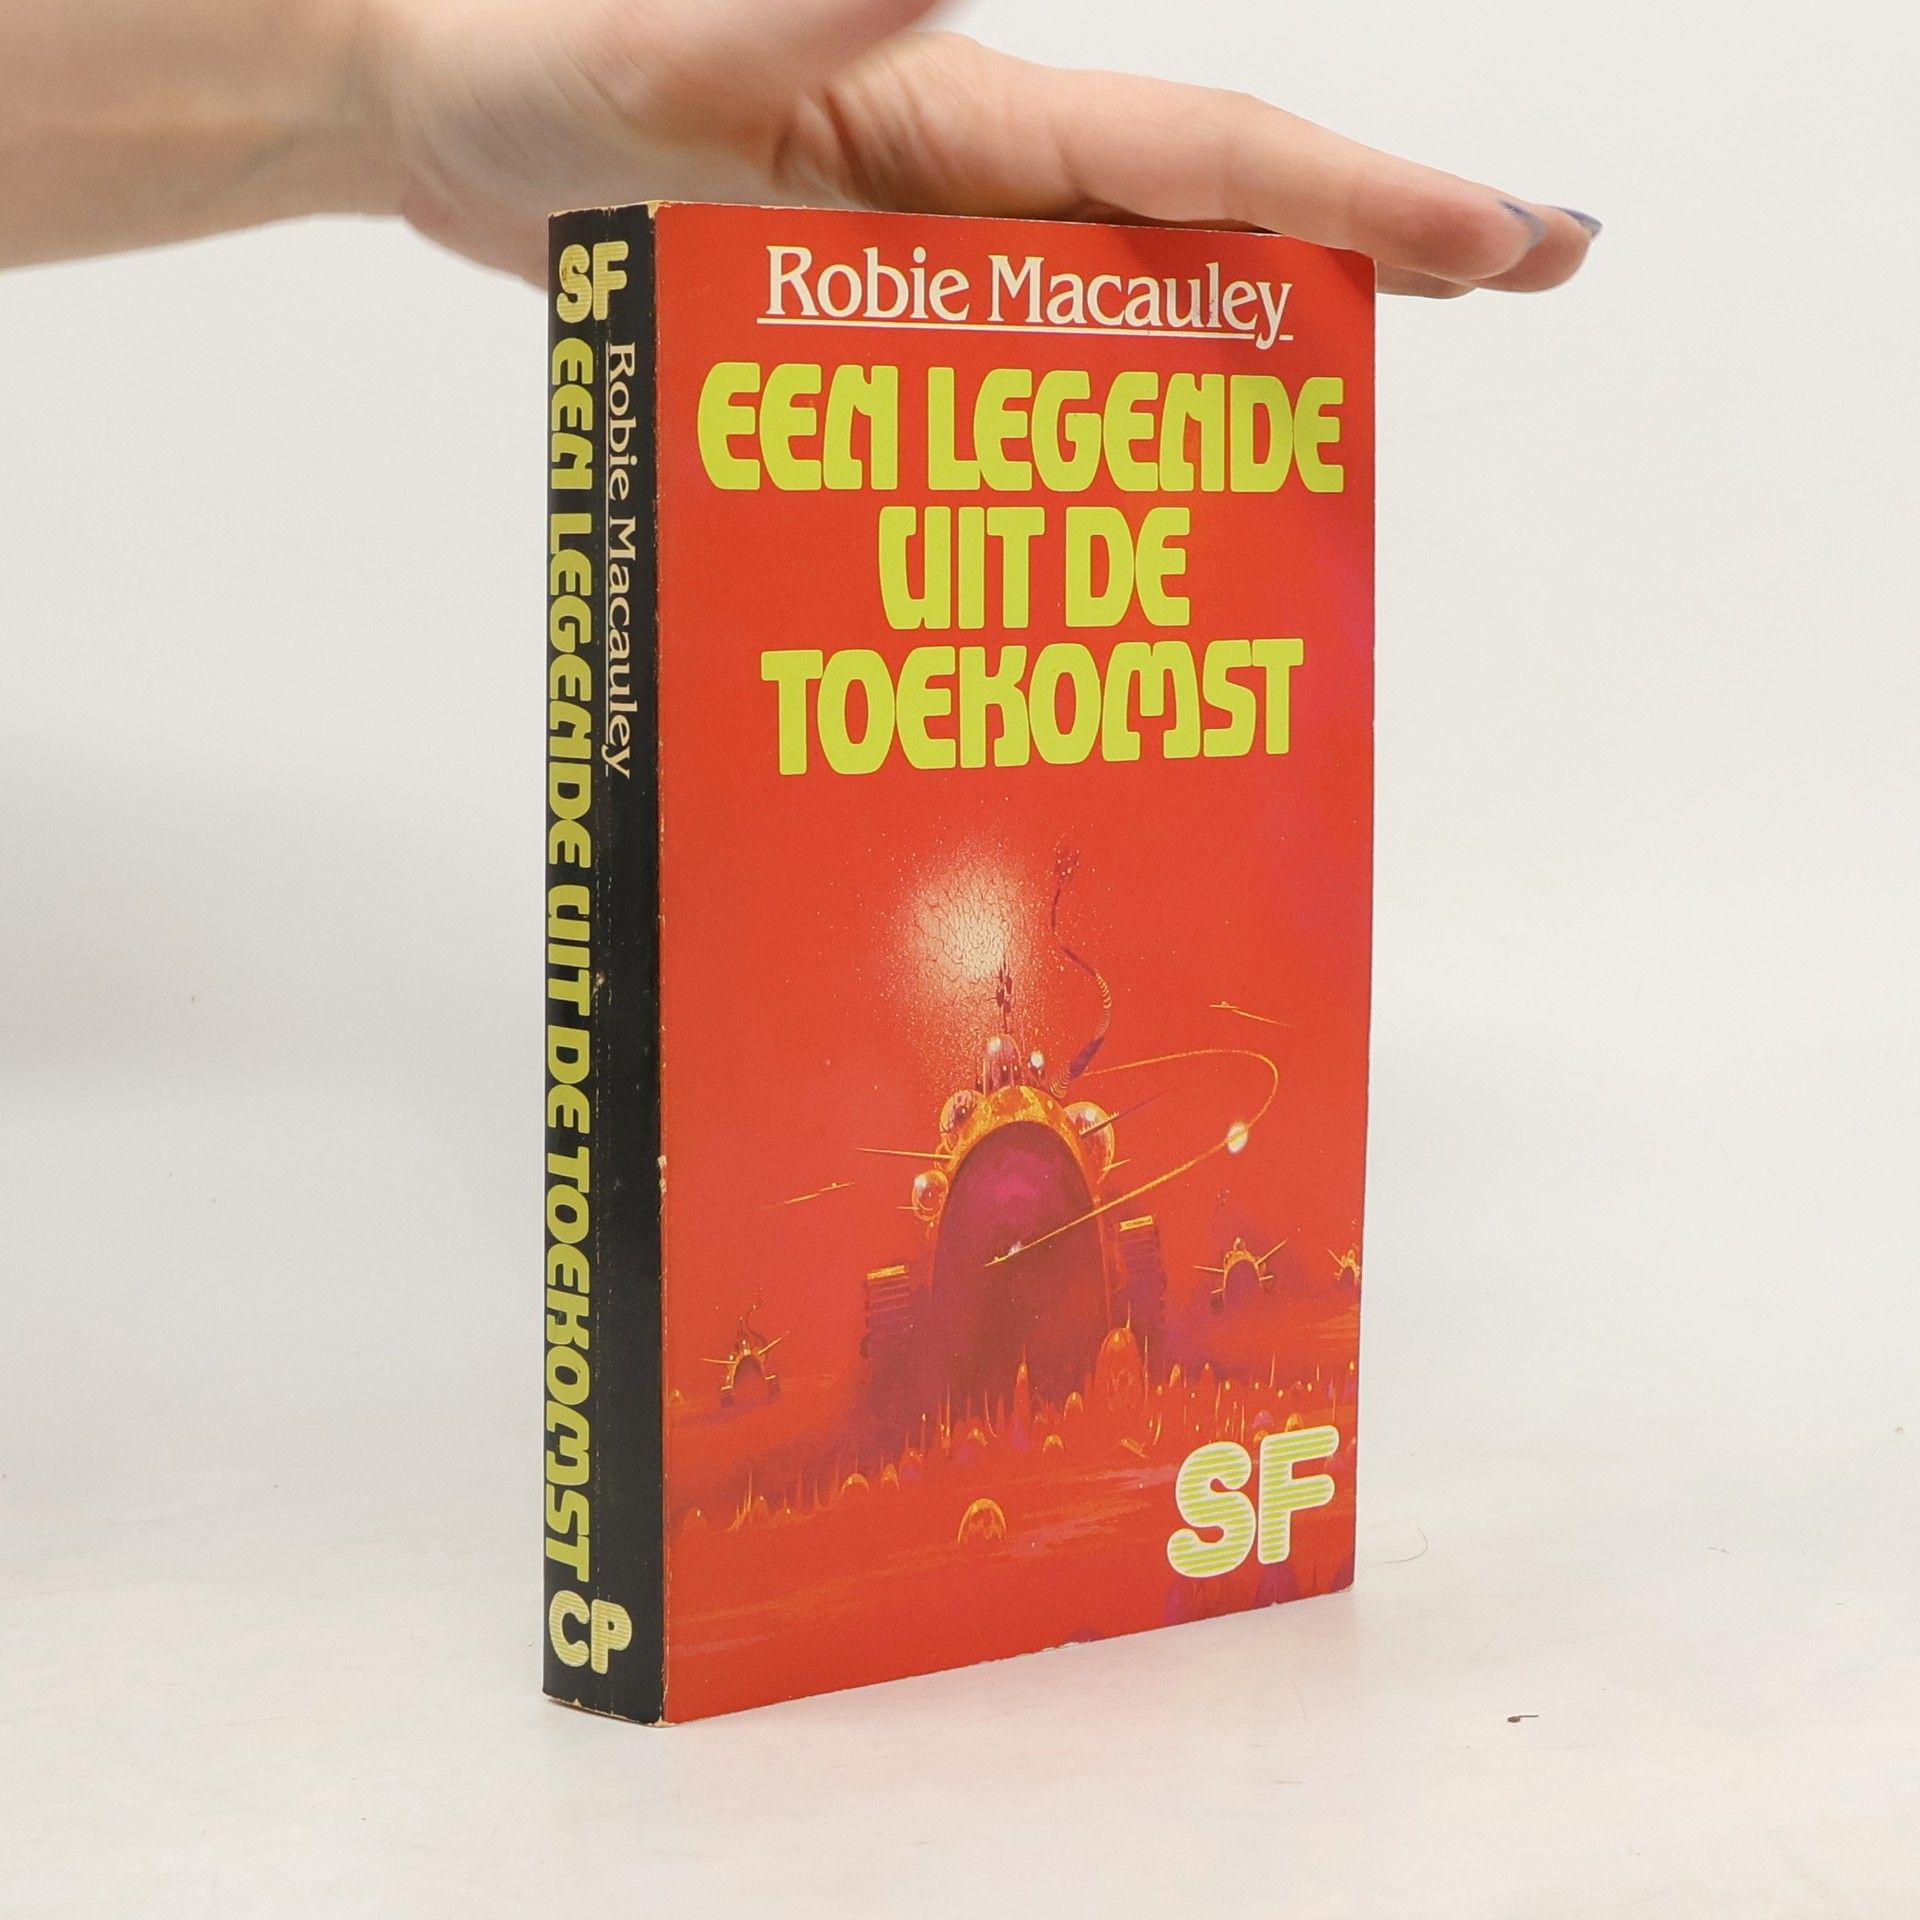 SF
EEN LEGENDE UIT DE TOEKOMST
Robie Macauley
CP
Robie Macauley
EEN LEGENDE
UIT DE
TOEKOMST
SF